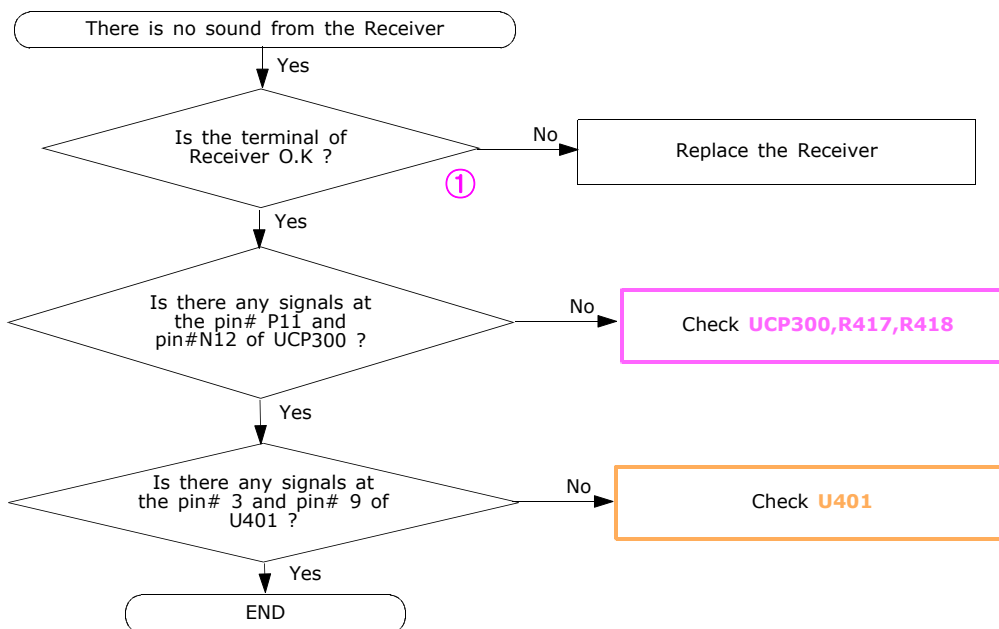 There is no sound from the Receiver
Yes
Is the terminal of
Receiver O.K ?
No
Replace the Receiver
①
Yes
Is there any signals at
the pin# P11 and
pin#N12 of UCP300 ?
No
Check UCP300,R417,R418
Yes
Is there any signals at
the pin# 3 and pin# 9 of
U401 ?
No
Check U401
Yes
END